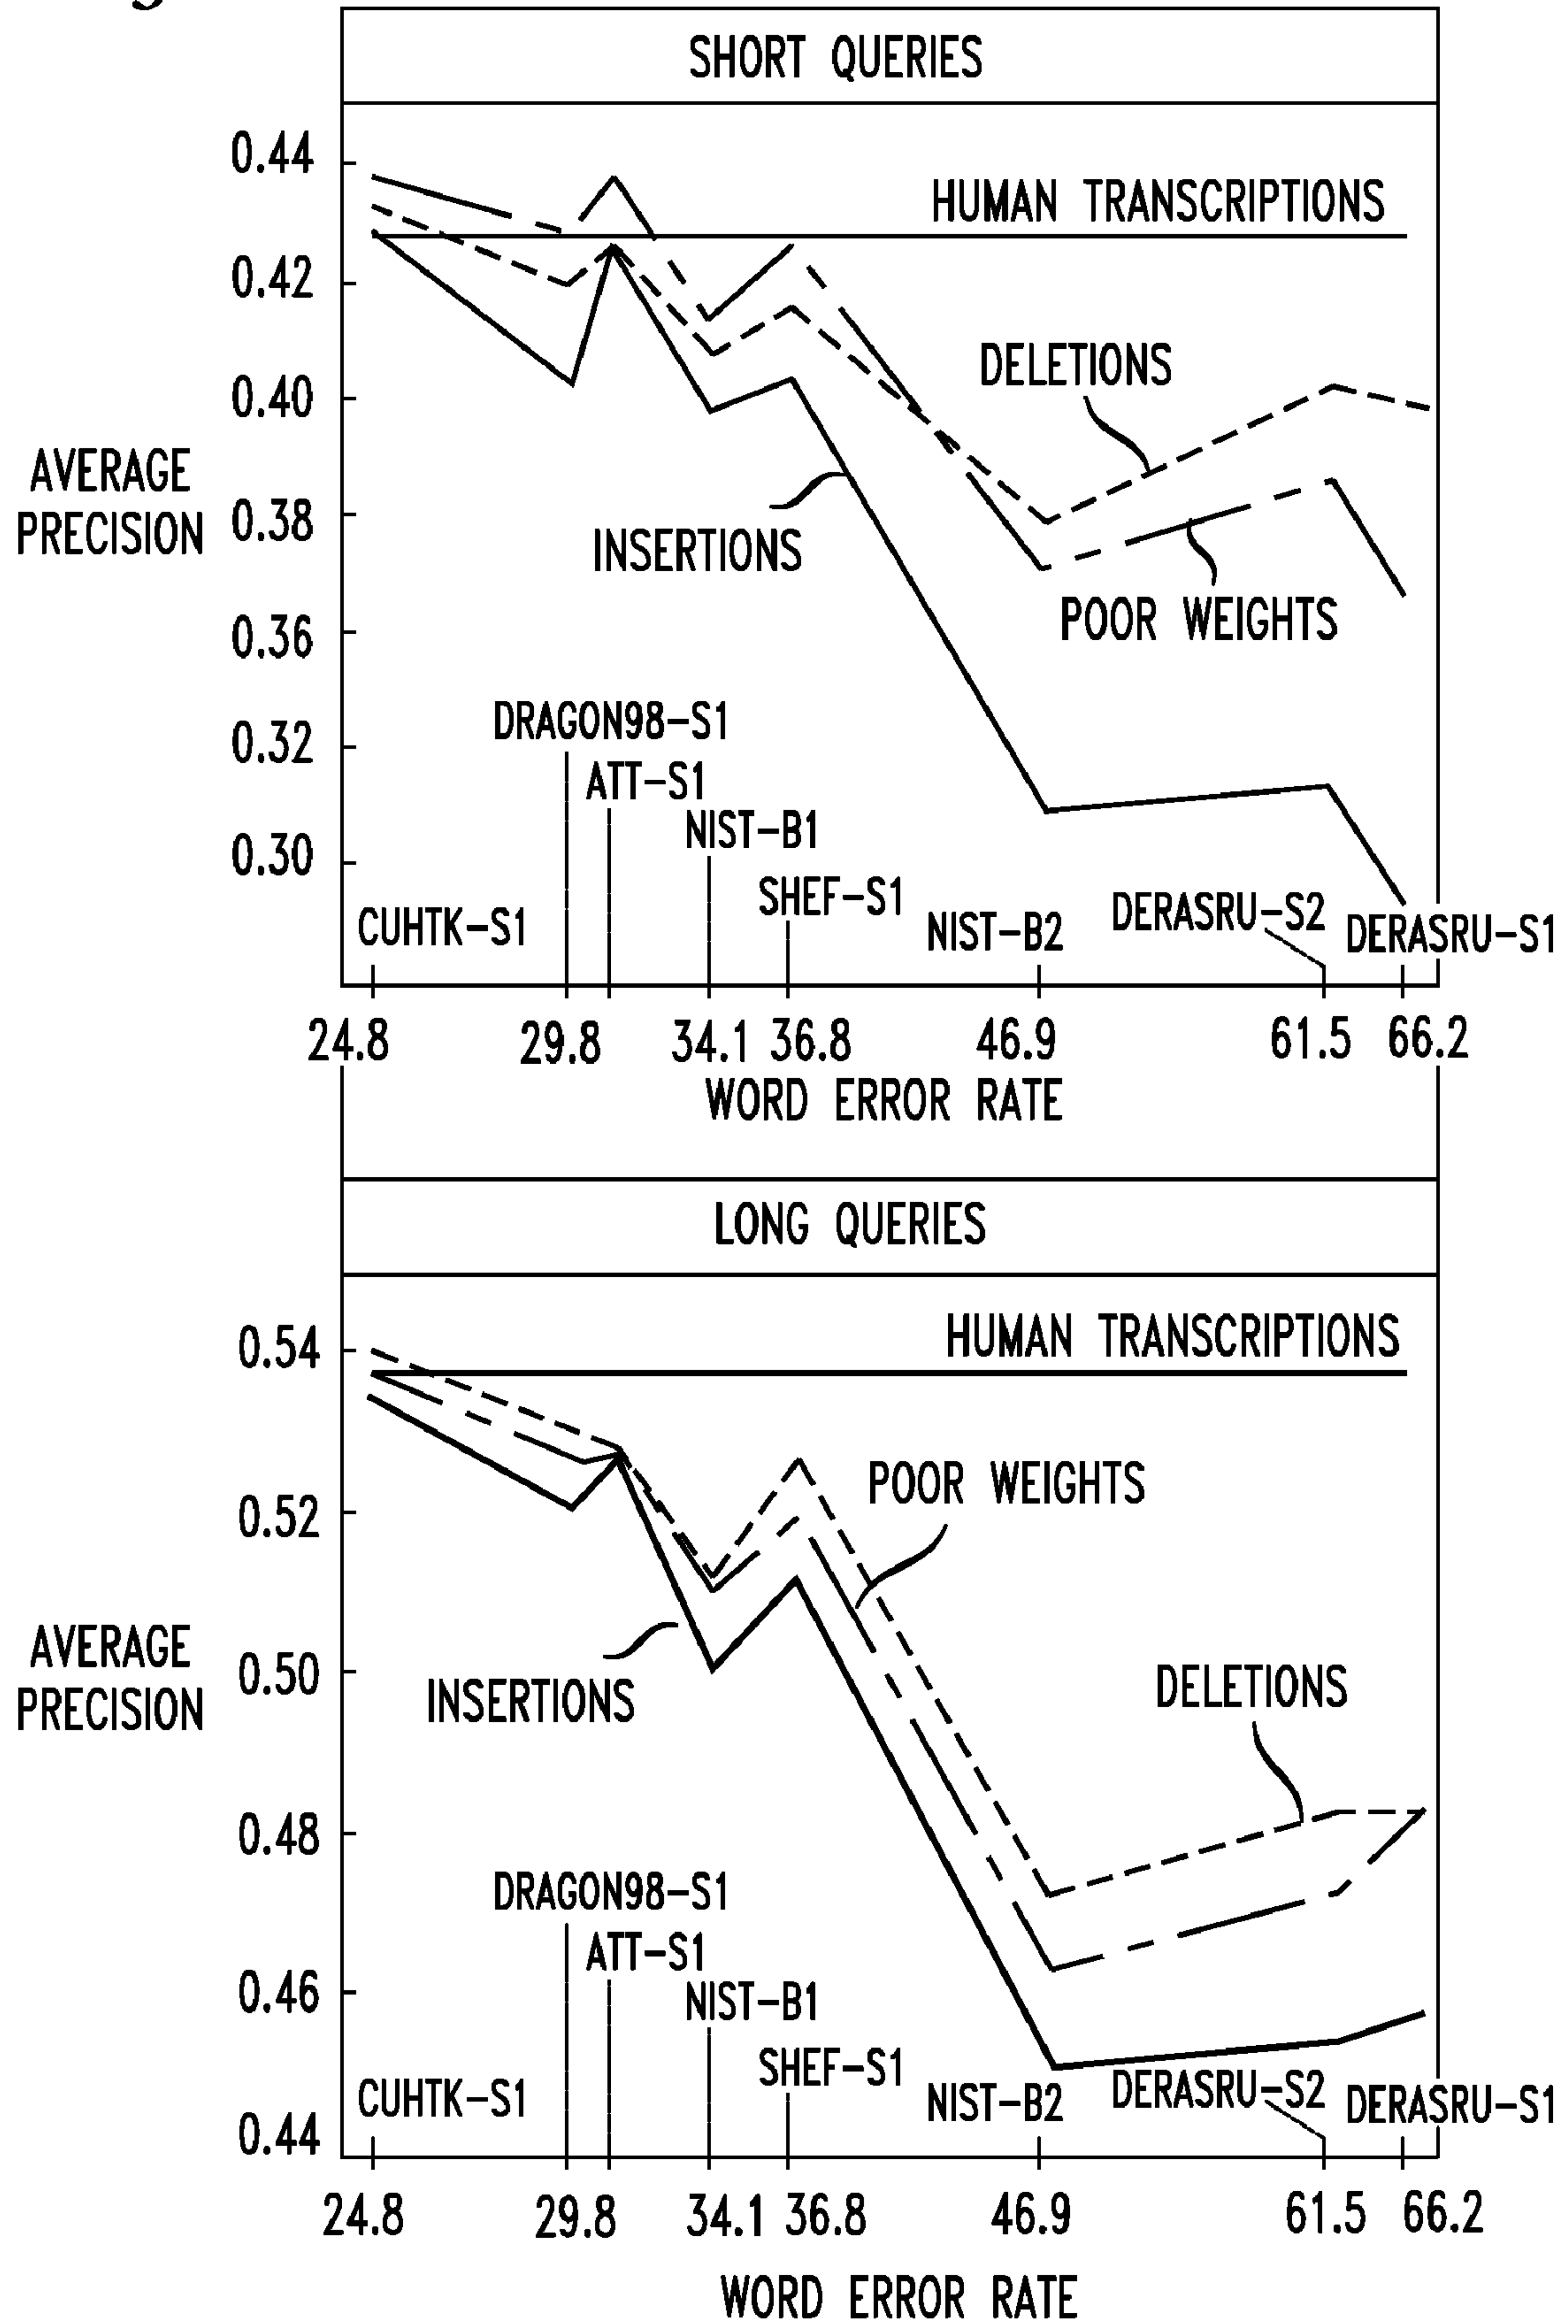 SHORT QUERIES
0.44
HUMAN TRANSCRIPTIONS
0.42
DELETIONS
0.40
AVERAGE
PRECISION
0.38
INSERTIONS
POOR WEIGHTS
0.36
DRAGON98-S1
0.32
ATT-S1
NIST-B1
0.30
SHEF-S1
CUHTK-S1
NIST-B2
DERASRU-S2
DERASRU-S1
24.8 29.8 34.1 36.8 46.9 61.5 66.2
WORD ERROR RATE
LONG QUERIES
HUMAN TRANSCRIPTIONS
0.54
POOR WEIGHTS
0.52
AVERAGE
PRECISION
0.50
INSERTIONS
DELETIONS
0.48
DRAGON98-S1
ATT-S1
0.46
NIST-B1
SHEF-S1
CUHTK-S1
NIST-B2
DERASRU-S2
DERASRU-S1
0.44
24.8 29.8 34.1 36.8 46.9 61.5 66.2
WORD ERROR RATE